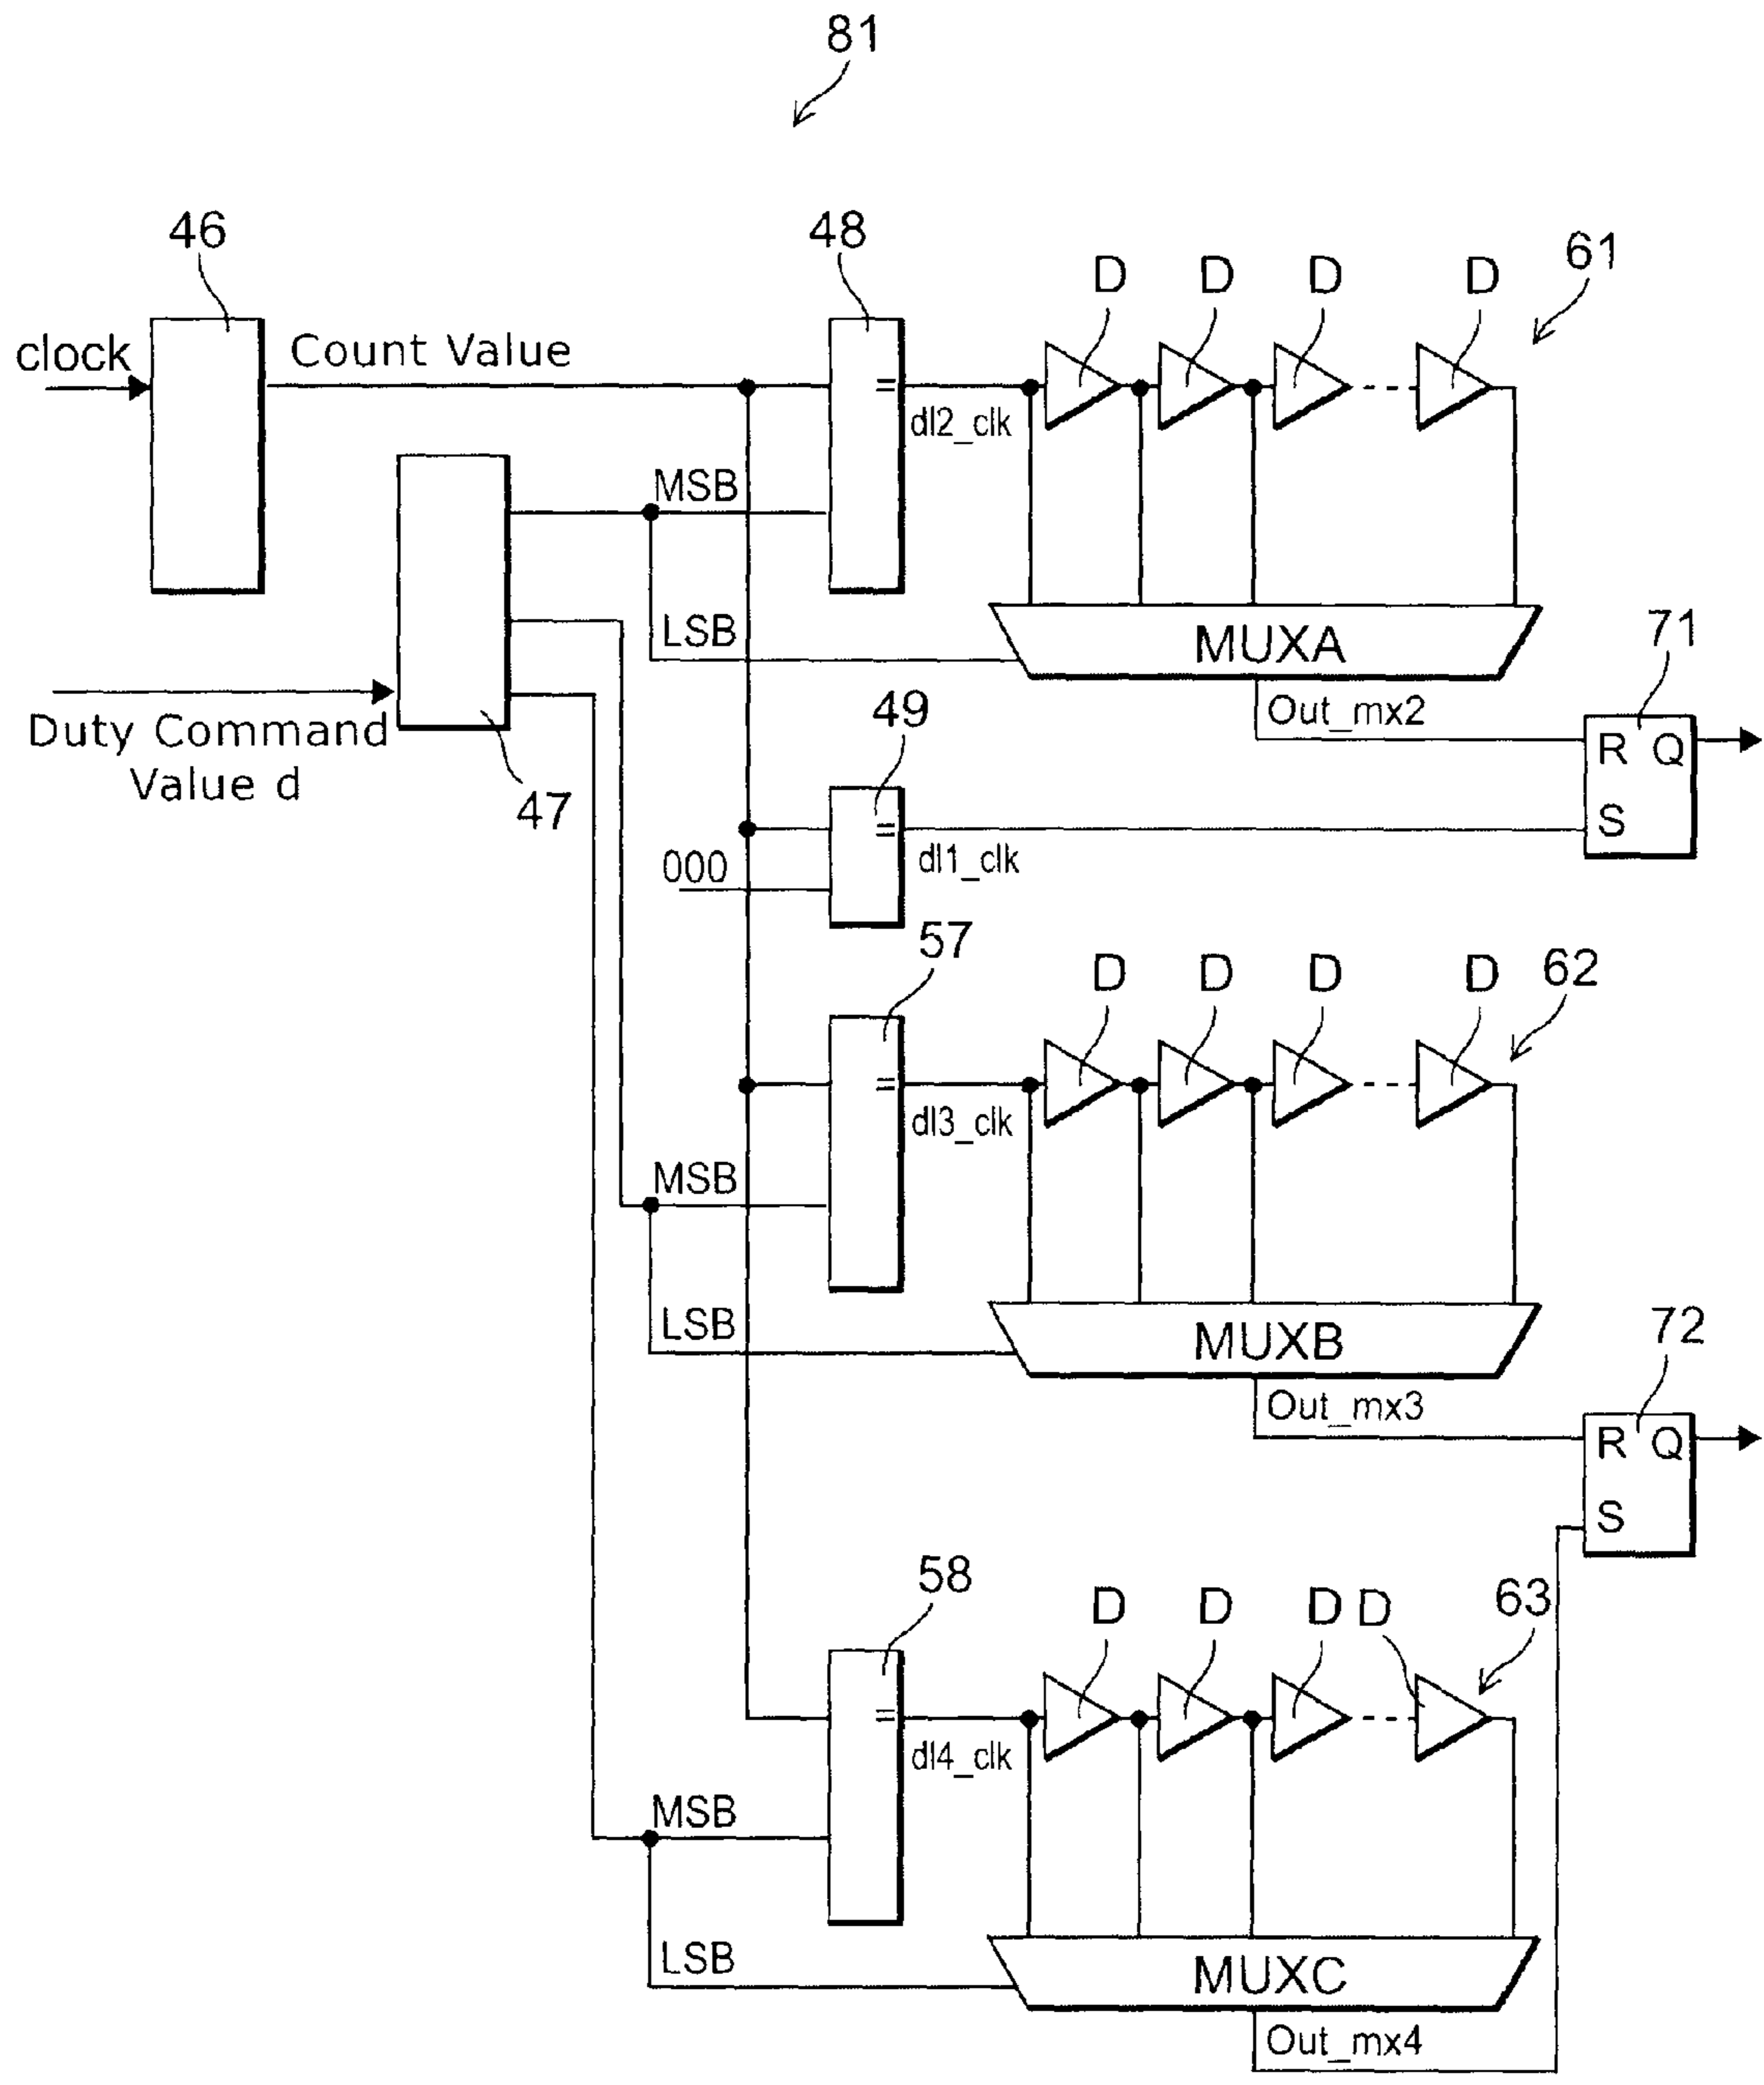 81
46
48
D D D D
61
clock
Count Value
=
dl2_clk
MSB
LSB
MUXA
71
Out_mx2
R Q
S
Duty Command
Value d
47
49
=
000
dl1_clk
57
D D D D
62
=
dl3_clk
MSB
LSB
MUXB
72
Out_mx3
R Q
S
58
D D D D
63
=
dl4_clk
MSB
LSB
MUXC
Out_mx4